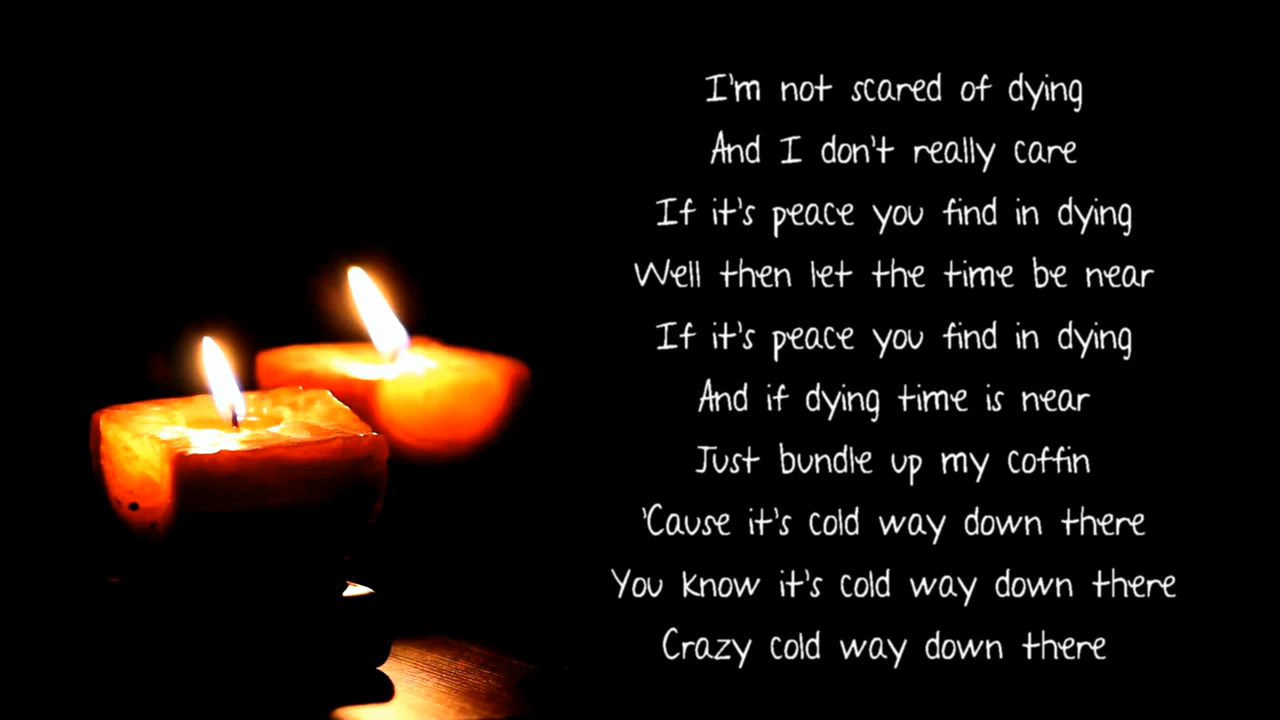 I'm not scared of dying
And I don't really care
If it's peace you find in dying
Well then let the time be near
If it's peace you find in dying
And if dying time is near
Just bundle up my coffin
'Cause it's cold way down there
You know it's cold way down there
Crazy cold way down there